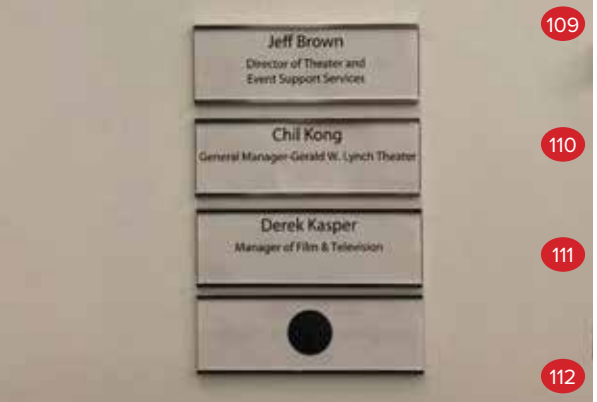 109
Jeff Brown
Director of Theater and
Event Support Services
110
Chil Kong
General Manager-Gerald W. Lynch Theater
111
Derek Kasper
Manager of Film & Television
112